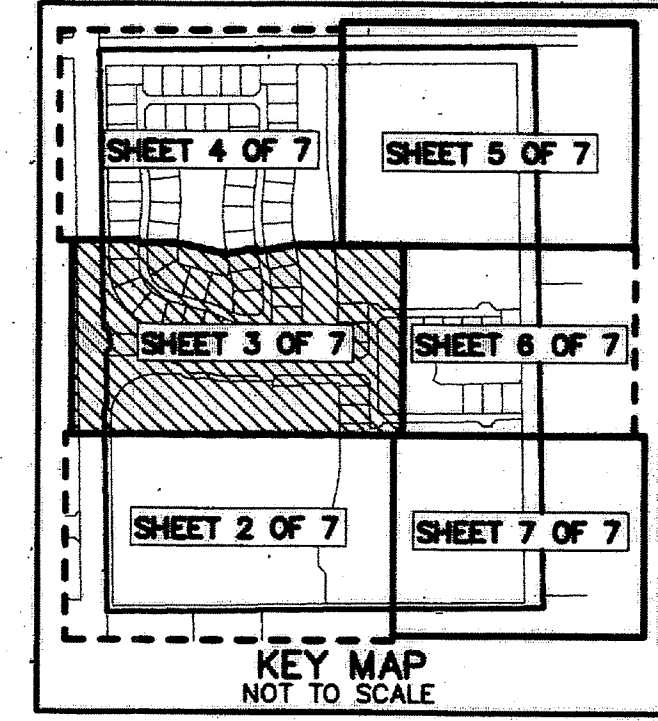 SHEET 4 OF 7
SHEET 5 OF 7
SHEET 3 OF 7
SHEET 6 OF 7
SHEET 2 OF 7
SHEET 7 OF 7
KEY MAP
NOT TO SCALE